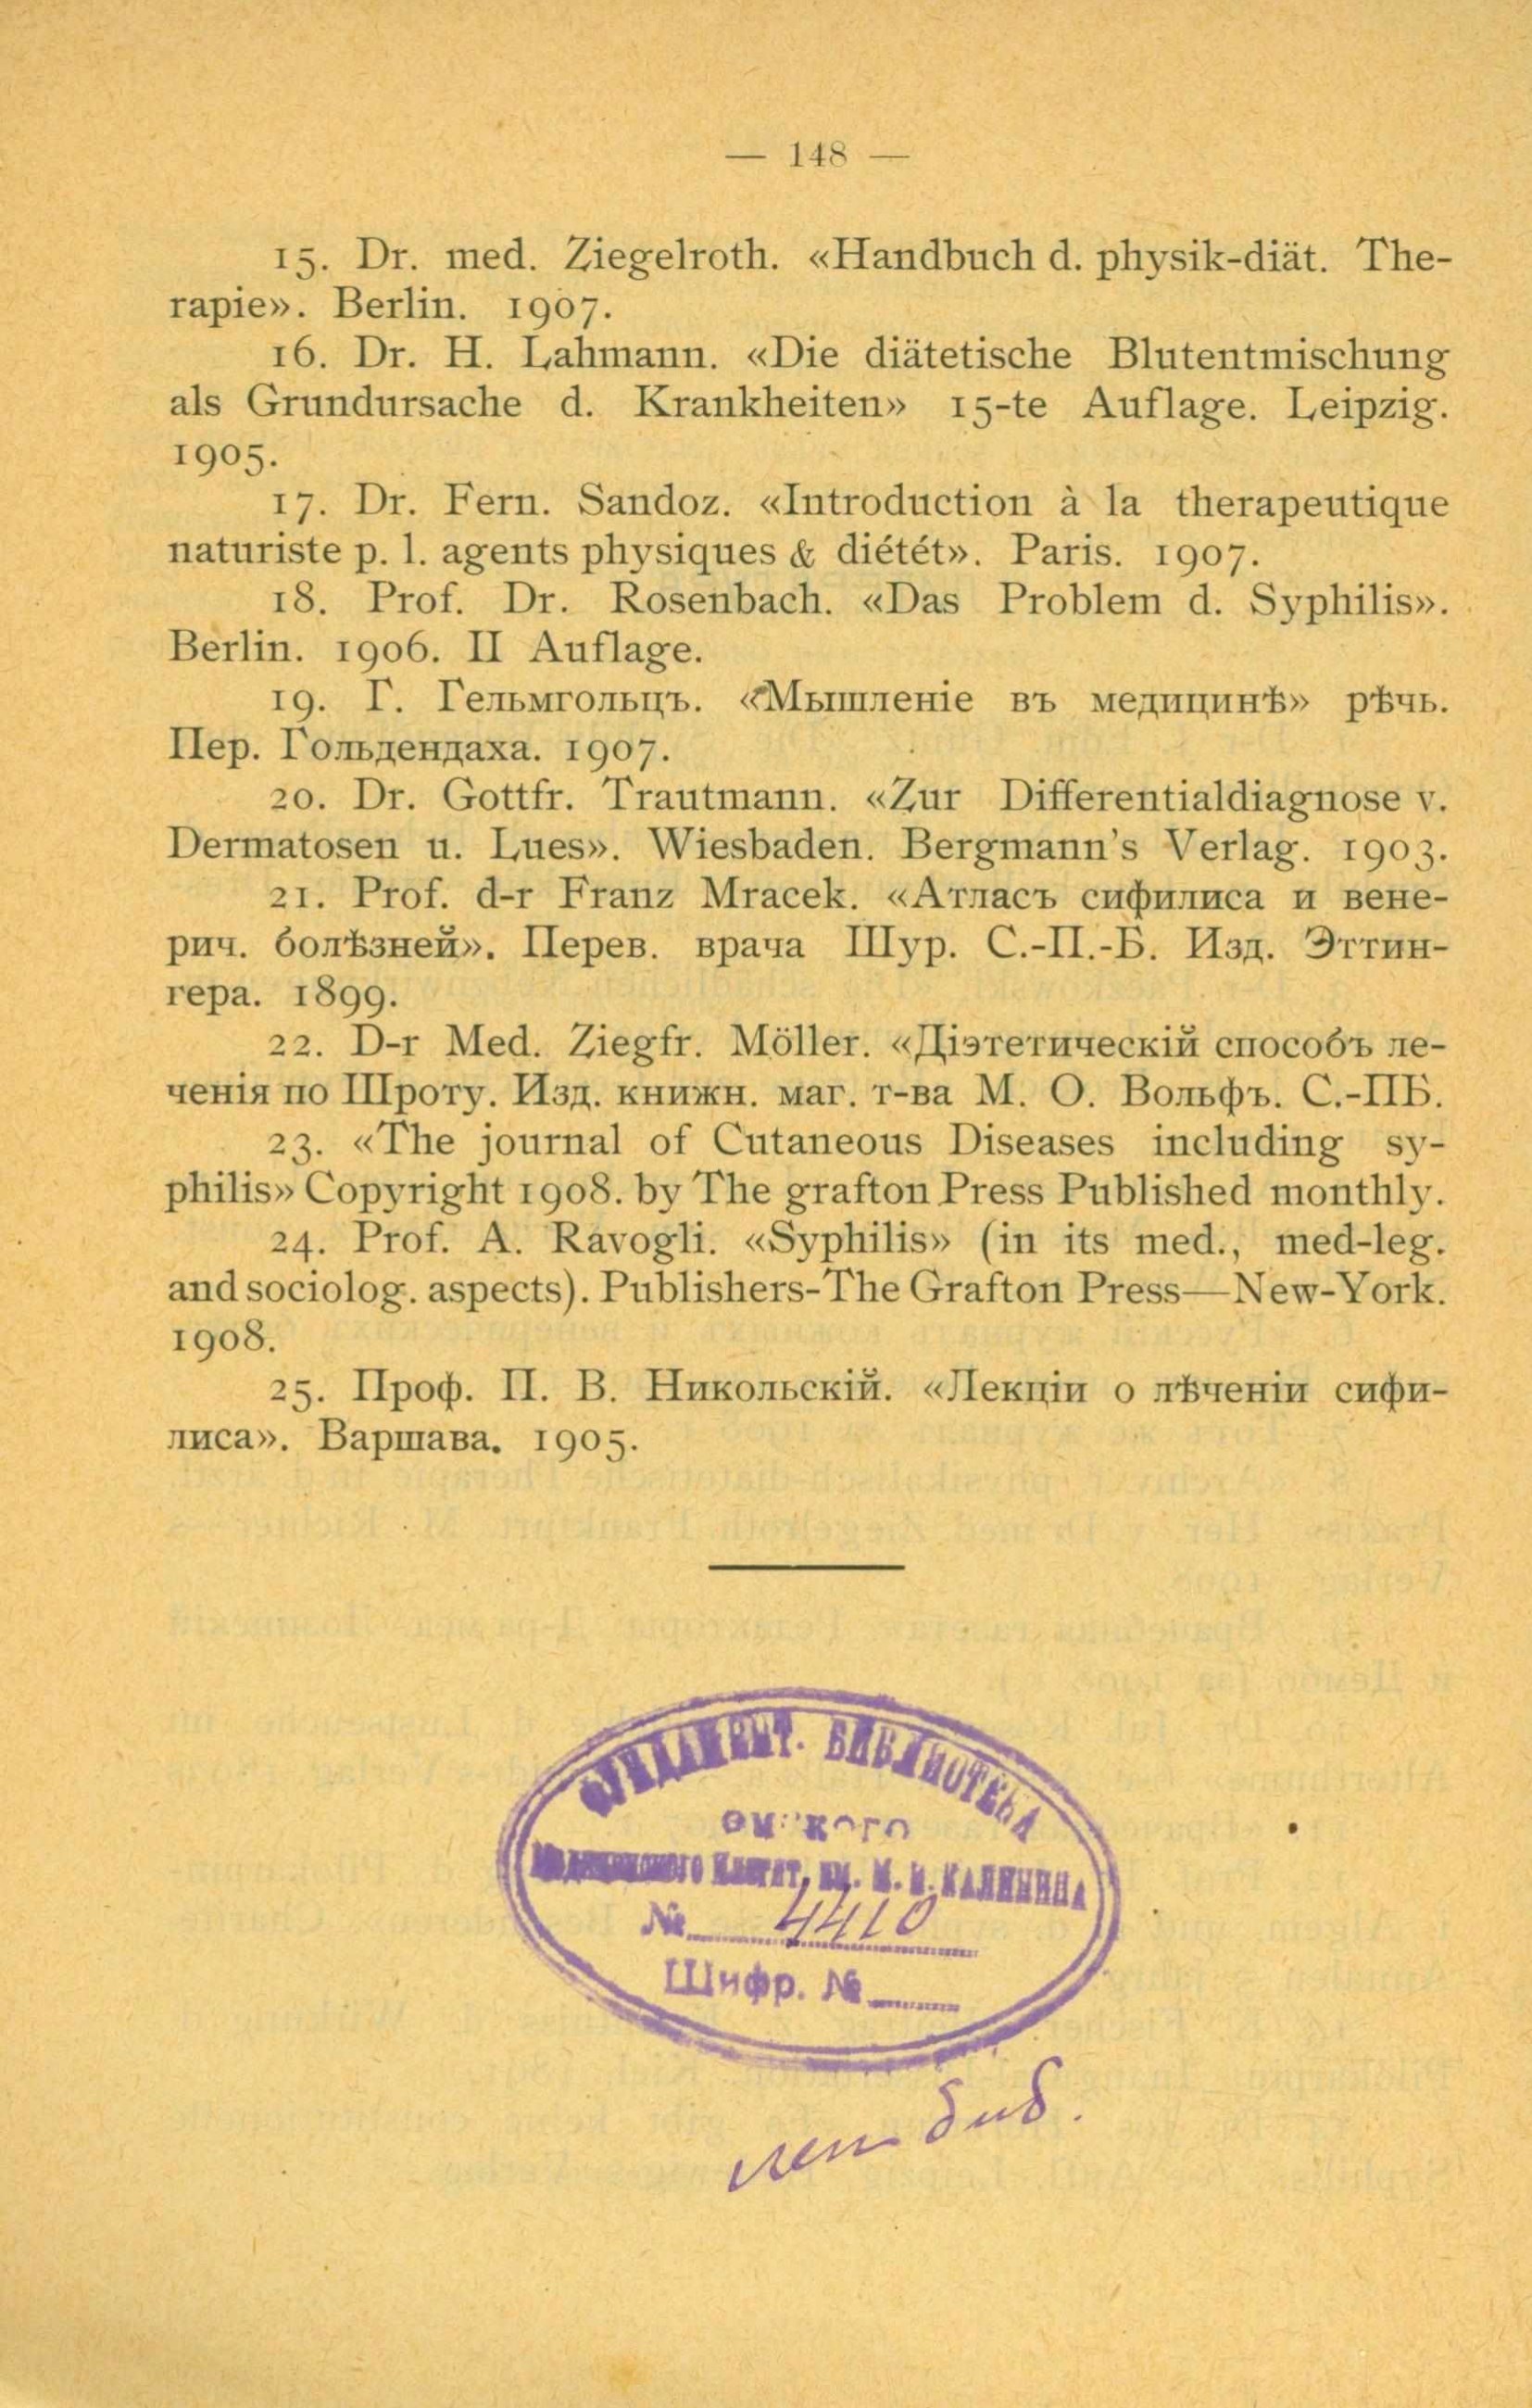 — 148 —
15. Dr. med. Ziegelroth. «Handbuch d. physik-diät. The-
rapie». Berlin. 1907.
16. Dr. H. Lahmann. «Die diätetische Blutentmischung
als Grundursache d. Krankheiten» 15-te Auflage. Leipzig.
1905.
17. Dr. Fern. Sandoz. «Introduction à la therapeutique
naturiste p. l. agents physiques & diétét». Paris. 1907.
18. Prof. Dr. Rosenbach. «Das Problem d. Syphilis».
Berlin. 1906. II Auflage.
19. Г. Гельмгольцъ. «Мышленіе въ медицинѣ» рѣчь.
Пер. Гольдендаха. 1907.
20. Dr. Gottfr. Trautmann. «Zur Differentialdiagnose v.
Dermatosen u. Lues». Wiesbaden. Bergmann's Verlag. 1903.
21. Prof. d-r Franz Mracek. «Атласъ сифилиса и вене-
рич. болѣзней». Перев. врача Шур. С.-П.-Б. Изд. Эттин-
гера. 1899.
22. D-r Med. Ziegfr. Möller. «Діэтетическій способъ ле-
ченія по Шроту. Изд. книжн. маг. т-ва М. О. Вольфъ. С.-ПБ.
23. «The journal of Cutaneous Diseases including sy-
philis» Copyright 1908. by The grafton Press Published monthly.
24. Prof. A. Ravogli. «Syphilis» (in its med., med-leg.
and sociolog. aspects). Publishers-The Grafton Press—New-York.
1908.
25. Проф. П. В. Никольскій. «Лекціи о лѣченіи сифи-
лиса». Варшава. 1905.
ФУНДАМЕНТ. БИБЛИОТЕКА
ОМСКОГО
МЕДИЦИНСКОГО ИНСТИТ, ИМ. М. И. КАЛИНИНА
№ 4410
Шифр. №